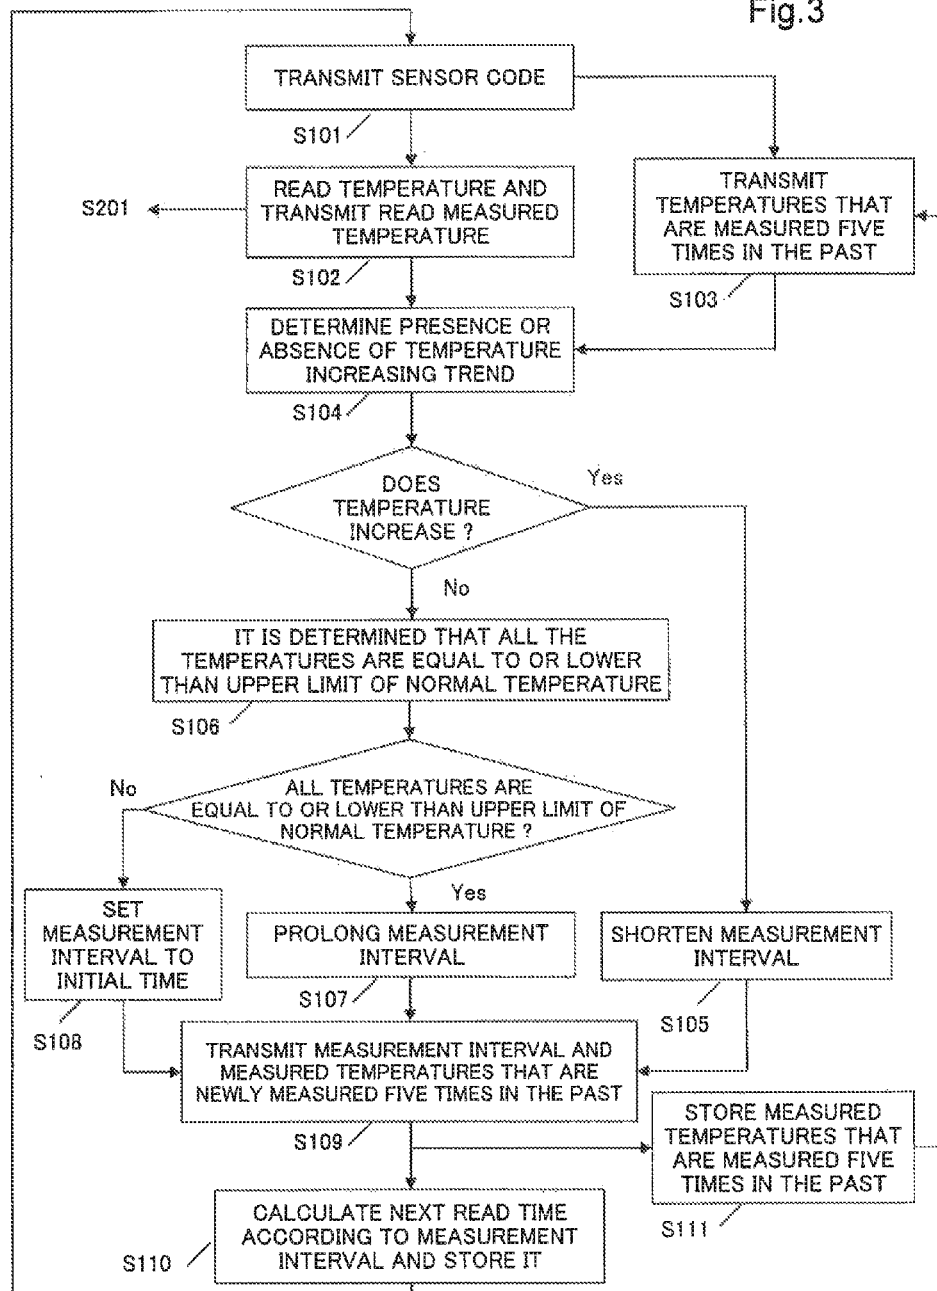 Fig.3
TRANSMIT SENSOR CODE
S101
READ TEMPERATURE AND
TRANSMIT READ MEASURED
TEMPERATURE
S201
S102
TRANSMIT
TEMPERATURES THAT
ARE MEASURED FIVE
TIMES IN THE PAST
S103
DETERMINE PRESENCE OR
ABSENCE OF TEMPERATURE
INCREASING TREND
S104
DOES
TEMPERATURE
INCREASE ?
Yes
No
IT IS DETERMINED THAT ALL THE
TEMPERATURES ARE EQUAL TO OR LOWER
THAN UPPER LIMIT OF NORMAL TEMPERATURE
S106
ALL TEMPERATURES ARE
EQUAL TO OR LOWER THAN UPPER LIMIT OF
NORMAL TEMPERATURE ?
No
Yes
SET
MEASUREMENT
INTERVAL TO
INITIAL TIME
S108
PROLONG MEASUREMENT
INTERVAL
S107
SHORTEN MEASUREMENT
INTERVAL
S105
TRANSMIT MEASUREMENT INTERVAL AND
MEASURED TEMPERATURES THAT ARE
NEWLY MEASURED FIVE TIMES IN THE PAST
S109
STORE MEASURED
TEMPERATURES THAT
ARE MEASURED FIVE
TIMES IN THE PAST
S111
CALCULATE NEXT READ TIME
ACCORDING TO MEASUREMENT
INTERVAL AND STORE IT
S110